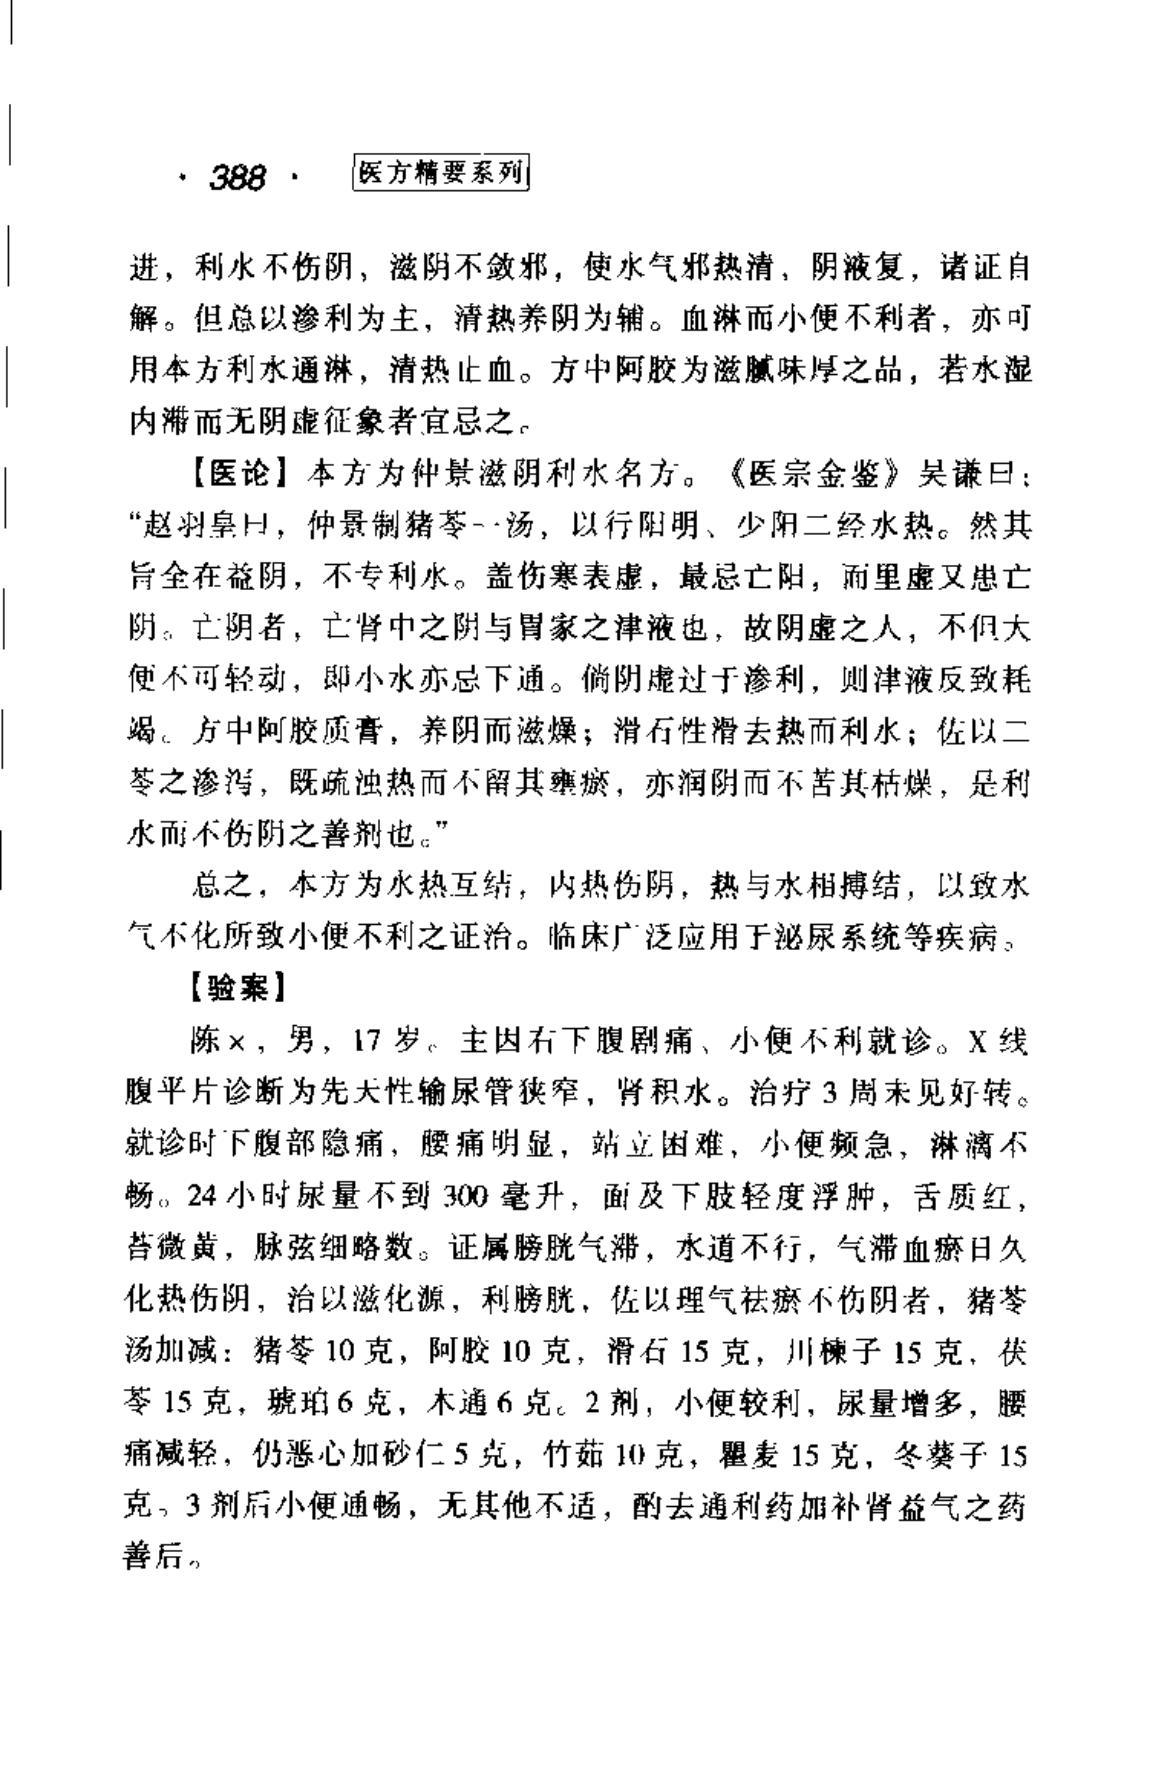 · 388 · 医方精要系列
进，利水不伤阴、滋阴不敛邪，使水气邪热清、阴液复，诸证自
解。但总以渗利为主，清热养阴为辅。血淋而小便不利者，亦可
用本方利水通淋，清热止血。方中阿胶为滋腻味厚之品，若水湿
内滞而无阴虚征象者宜忌之。
【医论】本方为仲景滋阴利水名方。《医宗金鉴》吴谦曰：
“赵羽皇曰，仲景制猪苓一汤，以行阳明、少阳二经水热。然其
旨全在益阴，不专利水。盖伤寒表虚，最忌亡阳，而里虚又患亡
阴。亡阴者，亡肾中之阴与胃家之津液也，故阴虚之人，不但大
便不可轻动，即小水亦忌下通。倘阴虚过于渗利，则津液反致耗
竭。方中阿胶质膏，养阴而滋燥；滑石性滑去热而利水；佐以二
苓之渗泻，既疏浊热而不留其壅瘀，亦润阴而不苦其枯燥，是利
水而不伤阴之善剂也。”
总之，本方为水热互结，内热伤阴，热与水相搏结，以致水
气不化所致小便不利之证治。临床广泛应用于泌尿系统等疾病。
【验案】
陈×，男，17 岁。主因右下腹剧痛、小便不利就诊。X 线
腹平片诊断为先天性输尿管狭窄，肾积水。治疗 3 周未见好转。
就诊时下腹部隐痛，腰痛明显，站立困难，小便频急，淋漓不
畅。24 小时尿量不到 300 毫升，面及下肢轻度浮肿，舌质红，
苔微黄，脉弦细略数。证属膀胱气滞，水道不行，气滞血瘀日久
化热伤阴，治以滋化源，利膀胱，佐以理气祛瘀不伤阴者，猪苓
汤加减：猪苓 10 克，阿胶 10 克，滑石 15 克，川楝子 15 克，茯
苓 15 克，琥珀 6 克，木通 6 克。2 剂，小便较利，尿量增多，腰
痛减轻，仍恶心加砂仁 5 克，竹茹 10 克，瞿麦 15 克，冬葵子 15
克。3 剂后小便通畅，无其他不适，酌去通利药加补肾益气之药
善后。